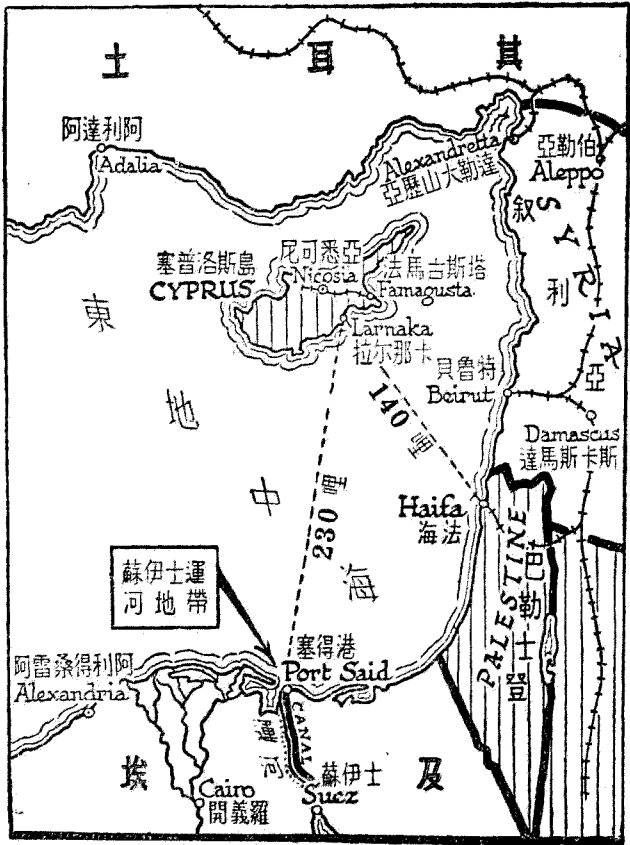 土耳其
阿達利阿
Adalia
Alexandretta
亞歷山大勒達
亞勒伯
Aleppo
叙利亞
SYRIA
塞普洛斯島
CYPRUS
尼可悉亞
Nicosia
法馬古斯塔
Famagusta
Larnaka
拉尔那卡
貝魯特
Beirut
Damascus
達馬斯卡斯
東地中海
140 哩
230 哩
Haifa
海法
PALESTINE
巴勒士登
蘇伊士運
河地帶
塞得港
Port Said
阿雷桑得利阿
Alexandria
CANAL
運河
蘇伊士
Suez
Cairo
開義羅
埃及